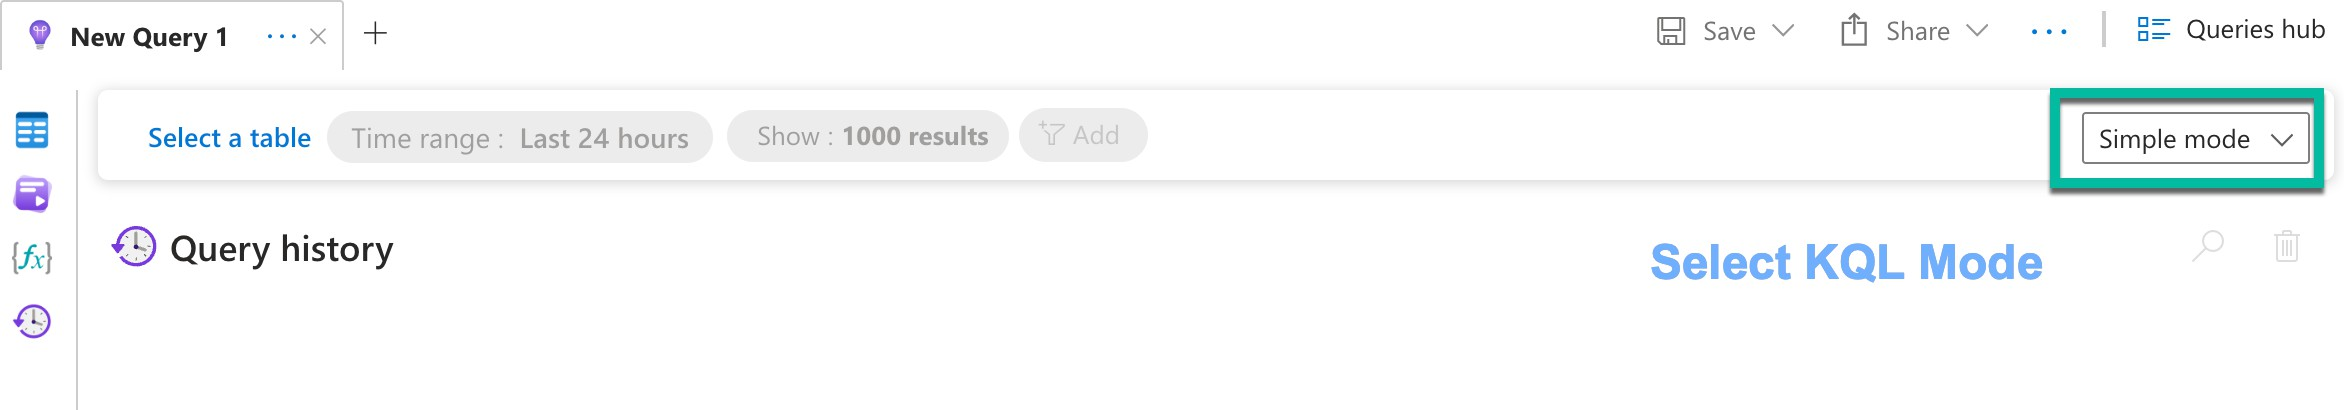 New Query 1 ··· × +
Save Share ··· Queries hub
Select a table Time range : Last 24 hours Show : 1000 results Add Simple mode
{fx}
Query history
Select KQL Mode